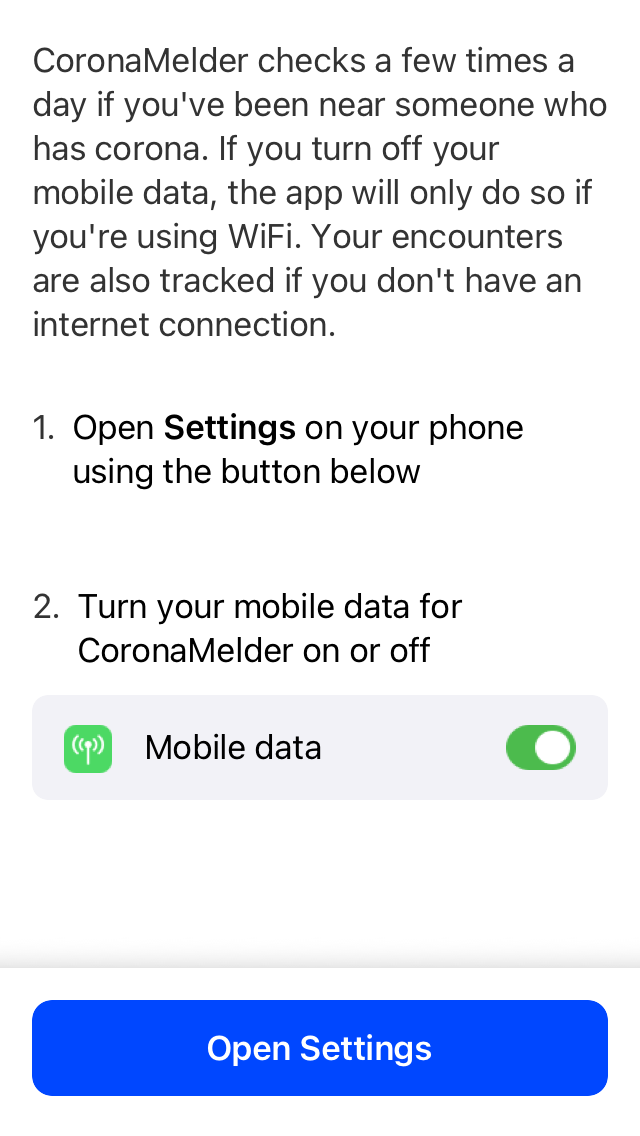 CoronaMelder checks a few times a
day if you've been near someone who
has corona. If you turn off your
mobile data, the app will only do so if
you're using WiFi. Your encounters
are also tracked if you don't have an
internet connection.
1. Open Settings on your phone
using the button below
2. Turn your mobile data for
CoronaMelder on or off
Mobile data
Open Settings